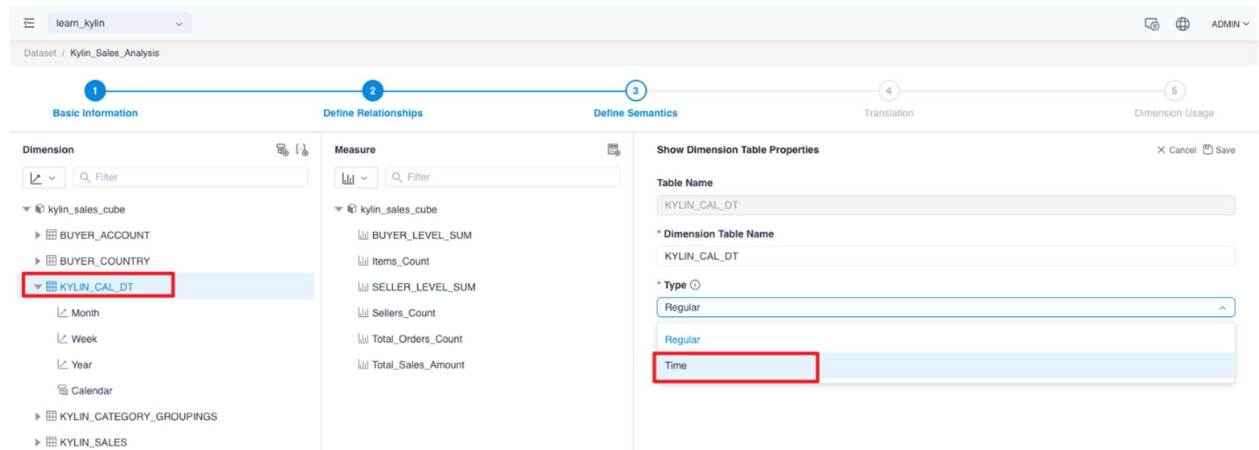 learn_kylin
ADMIN
Dataset / Kylin_Sales_Analysis
1 2 3 4 5
Basic Information Define Relationships Define Semantics Translation Dimension Usage
Dimension
Filter
kylin_sales_cube
BUYER_ACCOUNT
BUYER_COUNTRY
KYLIN_CAL_DT
Month
Week
Year
Calendar
KYLIN_CATEGORY_GROUPINGS
KYLIN_SALES
Measure
Filter
kylin_sales_cube
BUYER_LEVEL_SUM
Items_Count
SELLER_LEVEL_SUM
Sellers_Count
Total_Orders_Count
Total_Sales_Amount
Show Dimension Table Properties
Cancel Save
Table Name
KYLIN_CAL_DT
* Dimension Table Name
KYLIN_CAL_DT
* Type
Regular
Regular
Time